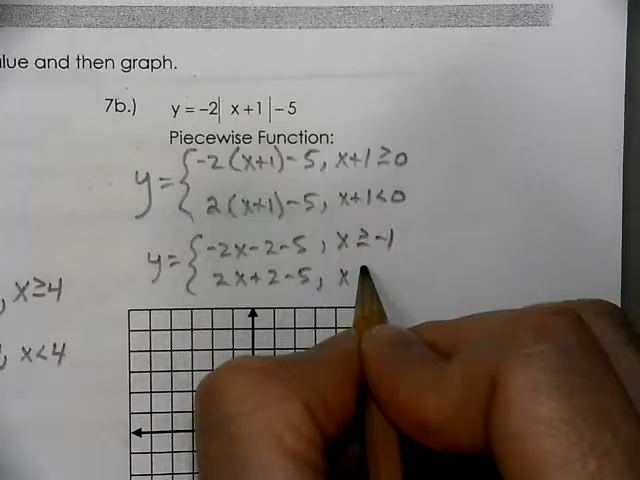 alue and then graph.
7b.) y = -2| x + 1 | - 5
Piecewise Function:
y = { -2(x+1) - 5, x+1 ≥ 0
2(x+1) - 5, x+1 < 0
y = { -2x - 2 - 5, x ≥ -1
2x + 2 - 5, x
, x ≥ 4
, x < 4